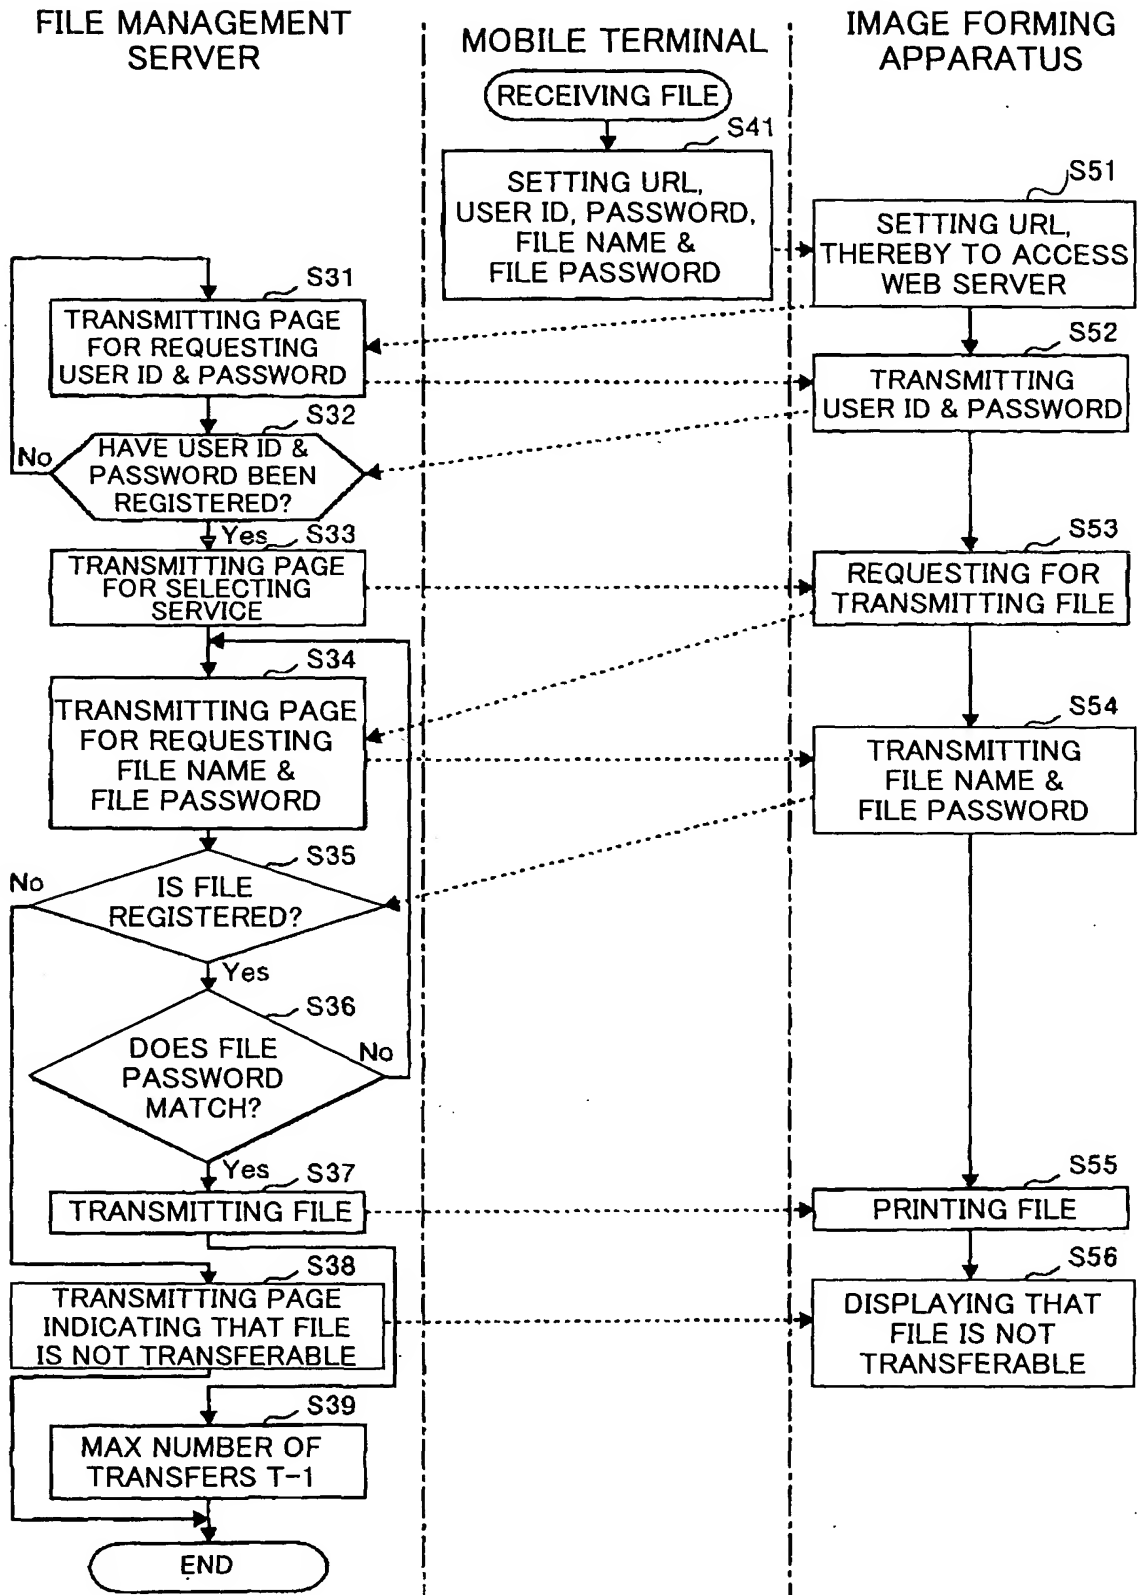 FILE MANAGEMENT
SERVER
MOBILE TERMINAL
IMAGE FORMING
APPARATUS
RECEIVING FILE
S41
SETTING URL,
USER ID, PASSWORD,
FILE NAME &
FILE PASSWORD
S51
SETTING URL,
THEREBY TO ACCESS
WEB SERVER
S31
TRANSMITTING PAGE
FOR REQUESTING
USER ID & PASSWORD
S52
TRANSMITTING
USER ID & PASSWORD
S32
No
HAVE USER ID &
PASSWORD BEEN
REGISTERED?
Yes
S33
TRANSMITTING PAGE
FOR SELECTING
SERVICE
S53
REQUESTING FOR
TRANSMITTING FILE
S34
TRANSMITTING PAGE
FOR REQUESTING
FILE NAME &
FILE PASSWORD
S54
TRANSMITTING
FILE NAME &
FILE PASSWORD
S35
No
IS FILE
REGISTERED?
Yes
S36
DOES FILE
PASSWORD
MATCH?
No
Yes
S37
TRANSMITTING FILE
S55
PRINTING FILE
S38
TRANSMITTING PAGE
INDICATING THAT FILE
IS NOT TRANSFERABLE
S56
DISPLAYING THAT
FILE IS NOT
TRANSFERABLE
S39
MAX NUMBER OF
TRANSFERS T-1
END